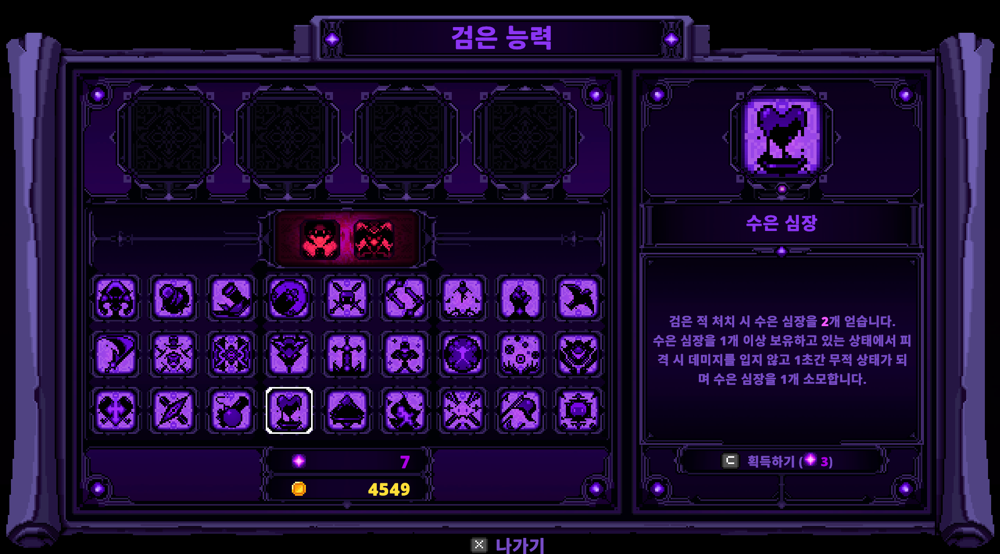 검은 능력
수은 심장
검은 적 처치 시 수은 심장을 2개 얻습니다.
수은 심장을 1개 이상 보유하고 있는 상태에서 피
격 시 데미지를 입지 않고 1초간 무적 상태가 되
며 수은 심장을 1개 소모합니다.
7
4549
C 획득하기 ( 3)
X 나가기